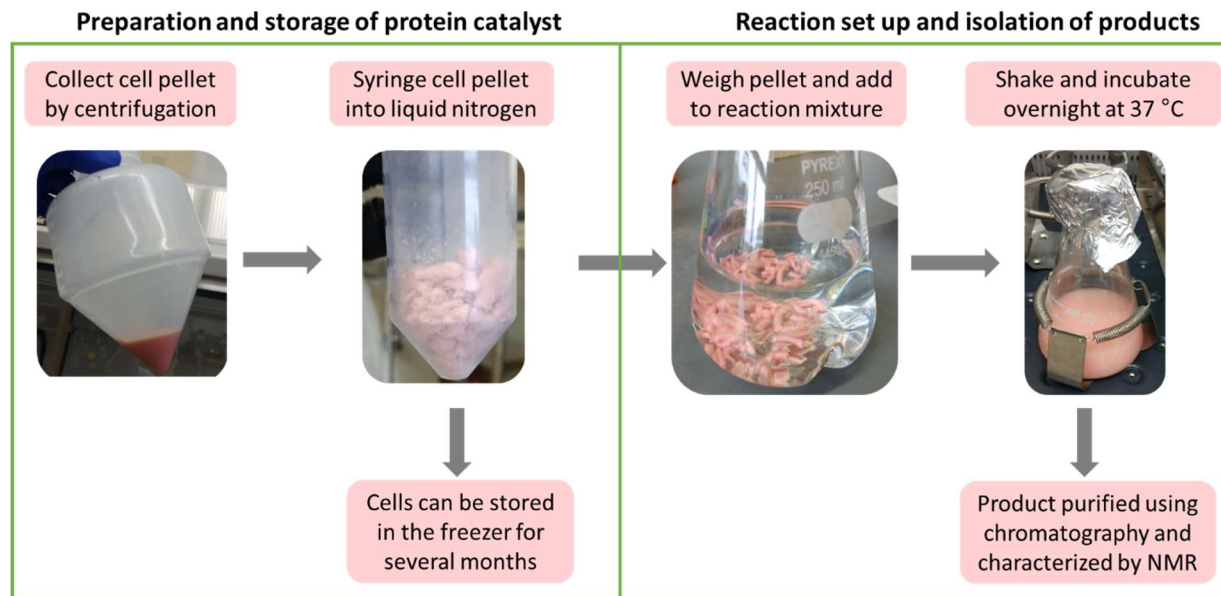 Preparation and storage of protein catalyst
Reaction set up and isolation of products
Collect cell pellet
by centrifugation
Syringe cell pellet
into liquid nitrogen
Weigh pellet and add
to reaction mixture
Shake and incubate
overnight at 37 °C
PYREX
250 ml
Cells can be stored
in the freezer for
several months
Product purified using
chromatography and
characterized by NMR